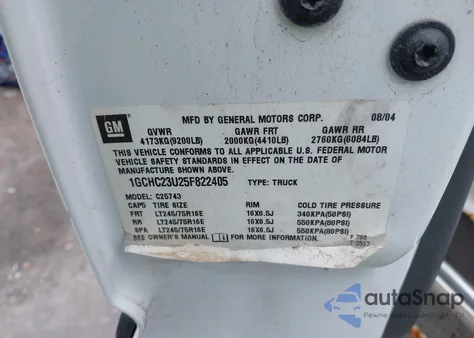 MFD BY GENERAL MOTORS CORP. 08/04
GM
GVWR GAWR FRT GAWR RR
4173KG(9200LB) 2000KG(4410LB) 2760KG(6084LB)
THIS VEHICLE CONFORMS TO ALL APPLICABLE U.S. FEDERAL MOTOR
VEHICLE SAFETY STANDARDS IN EFFECT ON THE DATE OF
MANUFACTURE SHOWN ABOVE.
1GCHC23U25F822405 TYPE: TRUCK
MODEL: C25743
CAP5 TIRE SIZE RIM COLD TIRE PRESSURE
FRT LT245/75R16E 16X6.5J 340KPA(50PSI)
RR LT245/75R16E 16X6.5J 550KPA(80PSI)
SPA LT245/75R16E 16X6.5J 550KPA(80PSI)
SEE OWNER'S MANUAL FOR MORE INFORMATION
autoSnap